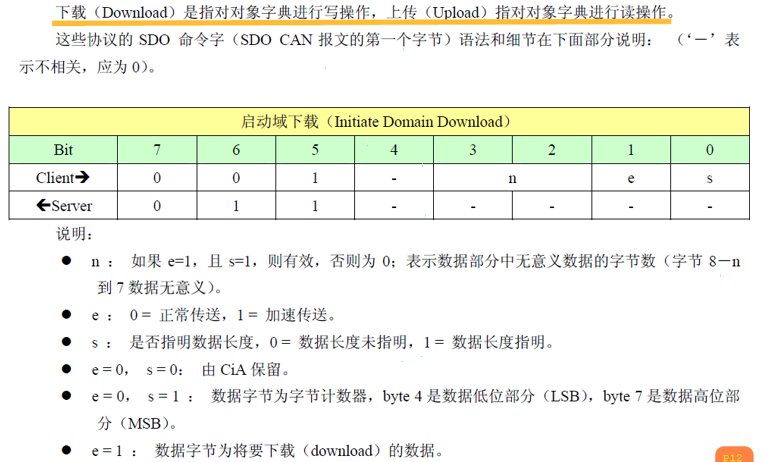 下载（Download）是指对对象字典进行写操作，上传（Upload）指对对象字典进行读操作。
这些协议的 SDO 命令字（SDO CAN 报文的第一个字节）语法和细节在下面部分说明： （‘－’ 表
示不相关，应为 0）。
启动域下载（Initiate Domain Download）
Bit 7 6 5 4 3 2 1 0
Client➔ 0 0 1 - n e s
←Server 0 1 1 - - - - -
说明：
● n ： 如果 e=1，且 s=1，则有效，否则为 0；表示数据部分中无意义数据的字节数（字节 8－n
到 7 数据无意义）。
● e ： 0 = 正常传送，1 = 加速传送。
● s ： 是否指明数据长度，0 = 数据长度未指明，1 = 数据长度指明。
● e = 0， s = 0： 由 CiA 保留。
● e = 0， s = 1 ： 数据字节为字节计数器，byte 4 是数据低位部分（LSB），byte 7 是数据高位部
分（MSB）。
● e = 1 ： 数据字节为将要下载（download）的数据。
P12